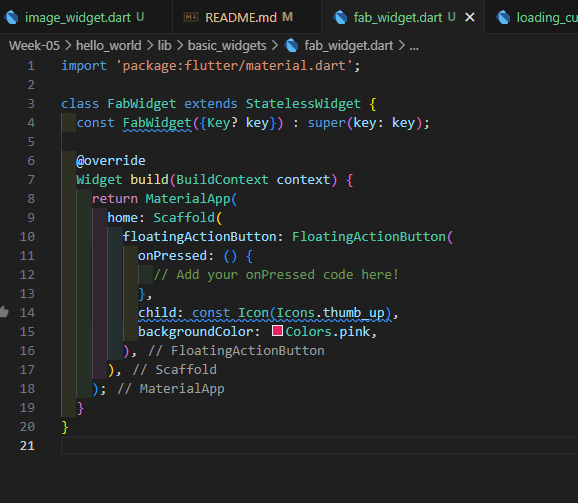 image_widget.dart U README.md M fab_widget.dart U loading_cu
Week-05 > hello_world > lib > basic_widgets > fab_widget.dart > ...
1 import 'package:flutter/material.dart';
2
3 class FabWidget extends StatelessWidget {
4 const FabWidget({Key? key}) : super(key: key);
5
6 @override
7 Widget build(BuildContext context) {
8 return MaterialApp(
9 home: Scaffold(
10 floatingActionButton: FloatingActionButton(
11 onPressed: () {
12 // Add your onPressed code here!
13 },
14 child: const Icon(Icons.thumb_up),
15 backgroundColor: Colors.pink,
16 ), // FloatingActionButton
17 ), // Scaffold
18 ); // MaterialApp
19 }
20 }
21